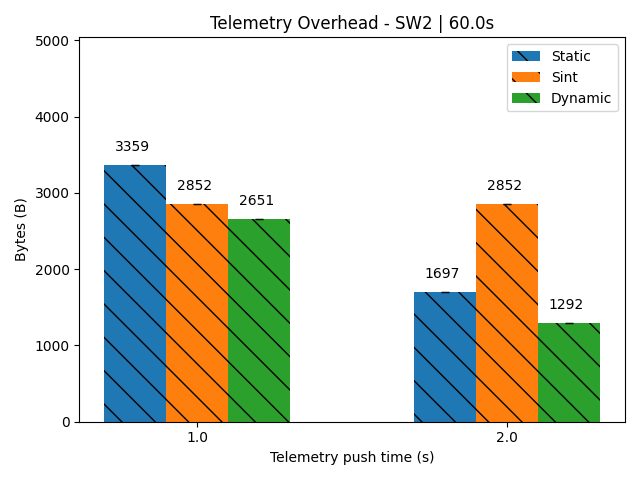 Telemetry Overhead - SW2 | 60.0s
Bytes (B)
5000
4000
3000
2000
1000
0
Static
Sint
Dynamic
3359
2852
2651
1697
2852
1292
1.0
2.0
Telemetry push time (s)